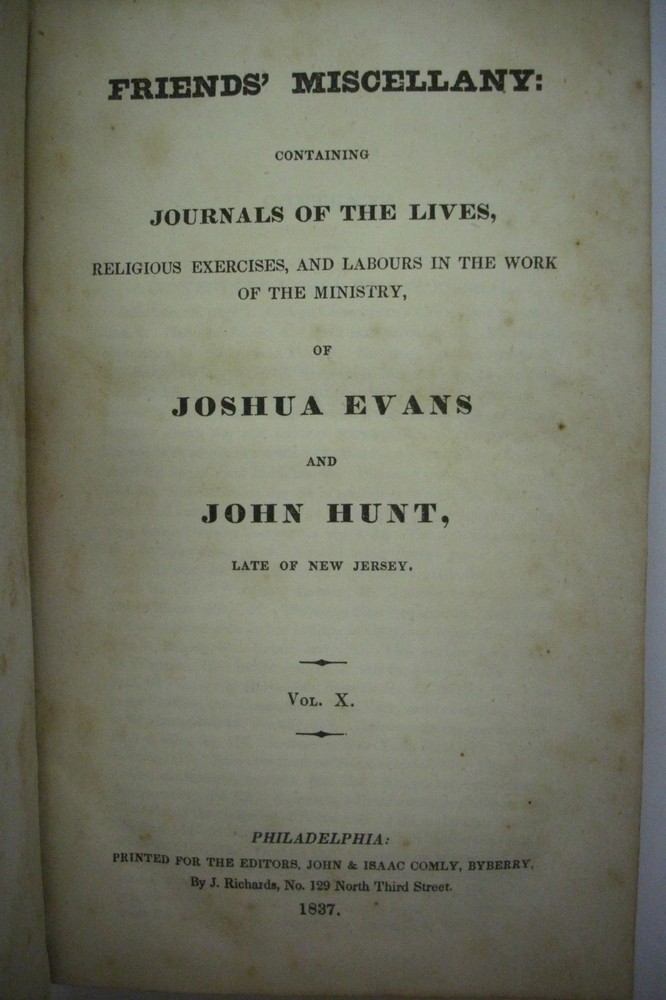 FRIENDS' MISCELLANY:
CONTAINING
JOURNALS OF THE LIVES,
RELIGIOUS EXERCISES, AND LABOURS IN THE WORK
OF THE MINISTRY,
OF
JOSHUA EVANS
AND
JOHN HUNT,
LATE OF NEW JERSEY.
VOL. X.
PHILADELPHIA:
PRINTED FOR THE EDITORS, JOHN & ISAAC COMLY, BYBERRY,
By J. Richards, No. 129 North Third Street.
1837.